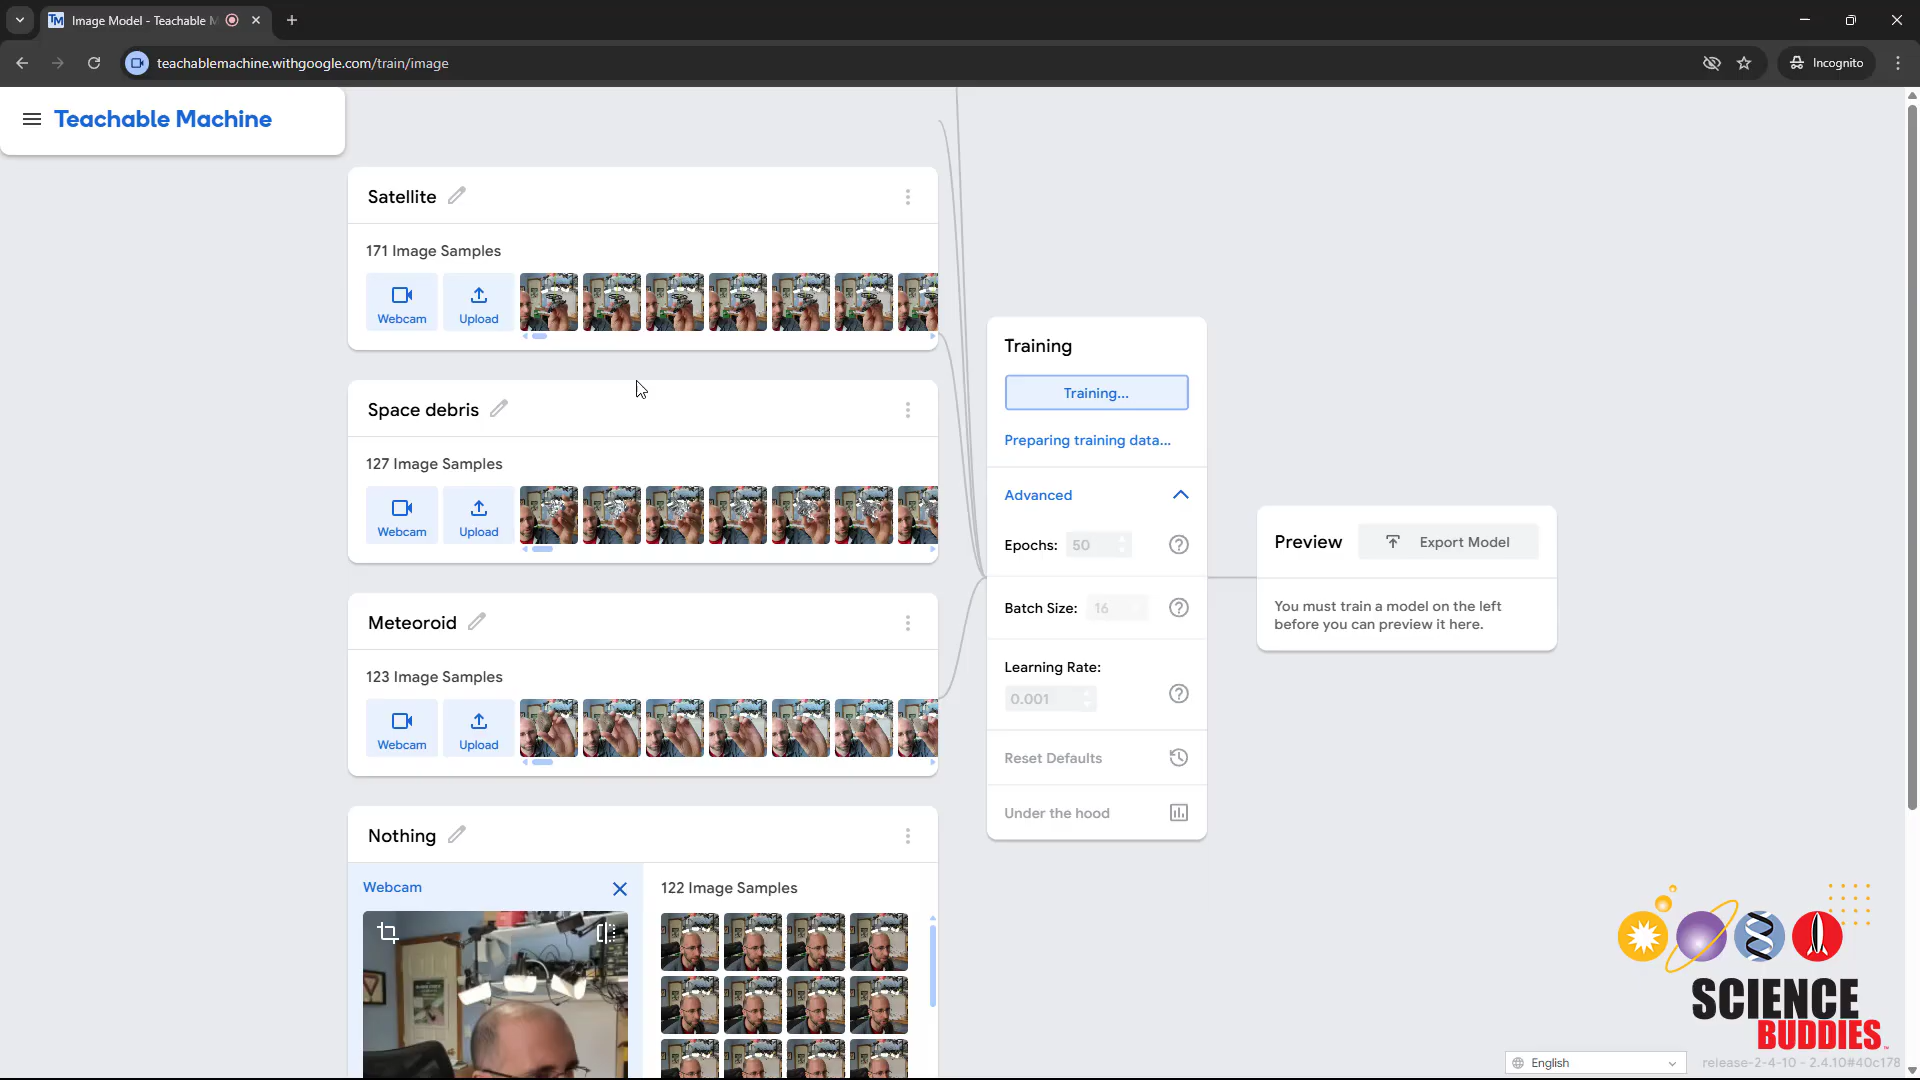 Image Model - Teachable M
teachablemachine.withgoogle.com/train/image
Incognito
Teachable Machine
Satellite
171 Image Samples
Webcam
Upload
Space debris
127 Image Samples
Webcam
Upload
Meteoroid
123 Image Samples
Webcam
Upload
Nothing
Webcam
122 Image Samples
Training
Training...
Preparing training data...
Advanced
Epochs: 50
Batch Size: 16
Learning Rate:
0.001
Reset Defaults
Under the hood
Preview
Export Model
You must train a model on the left
before you can preview it here.
SCIENCE
BUDDIES
English
release-2-4-10 - 2.4.10#40c178